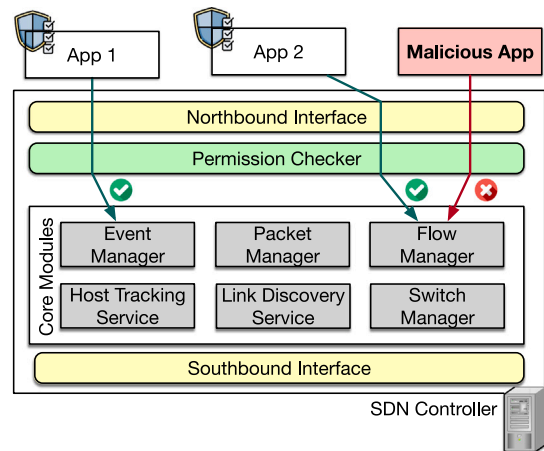 App 1
App 2
Malicious App
Northbound Interface
Permission Checker
Core Modules
Event
Manager
Packet
Manager
Flow
Manager
Host Tracking
Service
Link Discovery
Service
Switch
Manager
Southbound Interface
SDN Controller